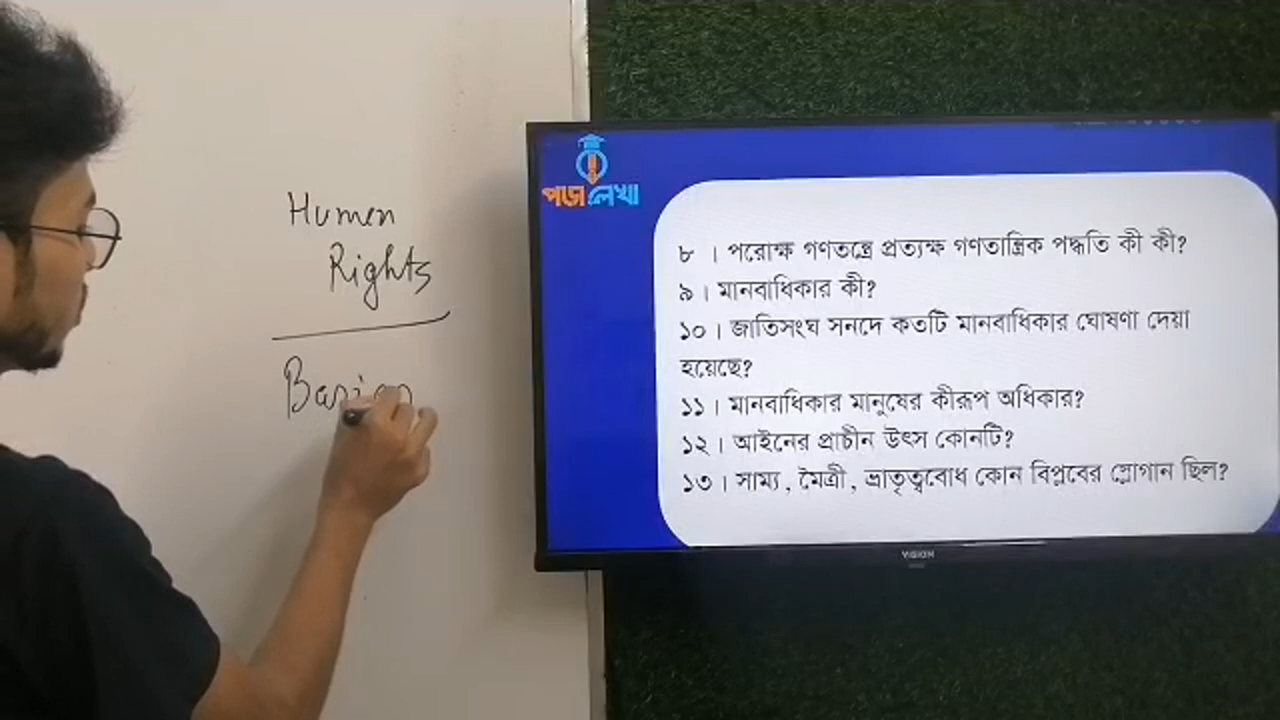 Humen
Rights
পড়ালেখা
৮ । পরোক্ষ গণতন্ত্রে প্রত্যক্ষ গণতান্ত্রিক পদ্ধতি কী কী?
৯ । মানবাধিকার কী?
১০ । জাতিসংঘ সনদে কতটি মানবাধিকার ঘোষণা দেয়া
হয়েছে?
১১ । মানবাধিকার মানুষের কীরূপ অধিকার?
১২ । আইনের প্রাচীন উৎস কোনটি?
১৩ । সাম্য , মৈত্রী , ভ্রাতৃত্ববোধ কোন বিপ্লবের স্লোগান ছিল?
VISION